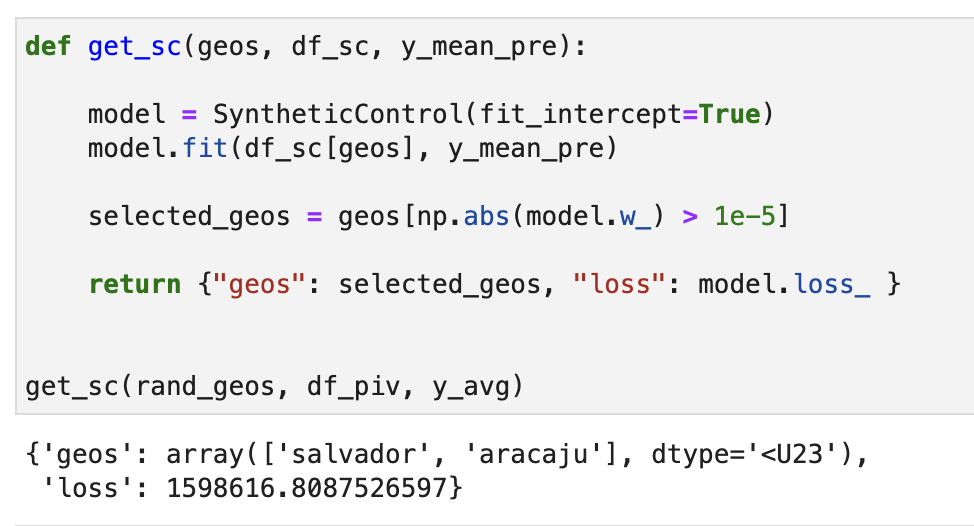 def get_sc(geos, df_sc, y_mean_pre):
    model = SyntheticControl(fit_intercept=True)
    model.fit(df_sc[geos], y_mean_pre)
    selected_geos = geos[np.abs(model.w_) > 1e-5]
    return {"geos": selected_geos, "loss": model.loss_ }
get_sc(rand_geos, df_piv, y_avg)
{'geos': array(['salvador', 'aracaju'], dtype='<U23'),
 'loss': 1598616.8087526597}